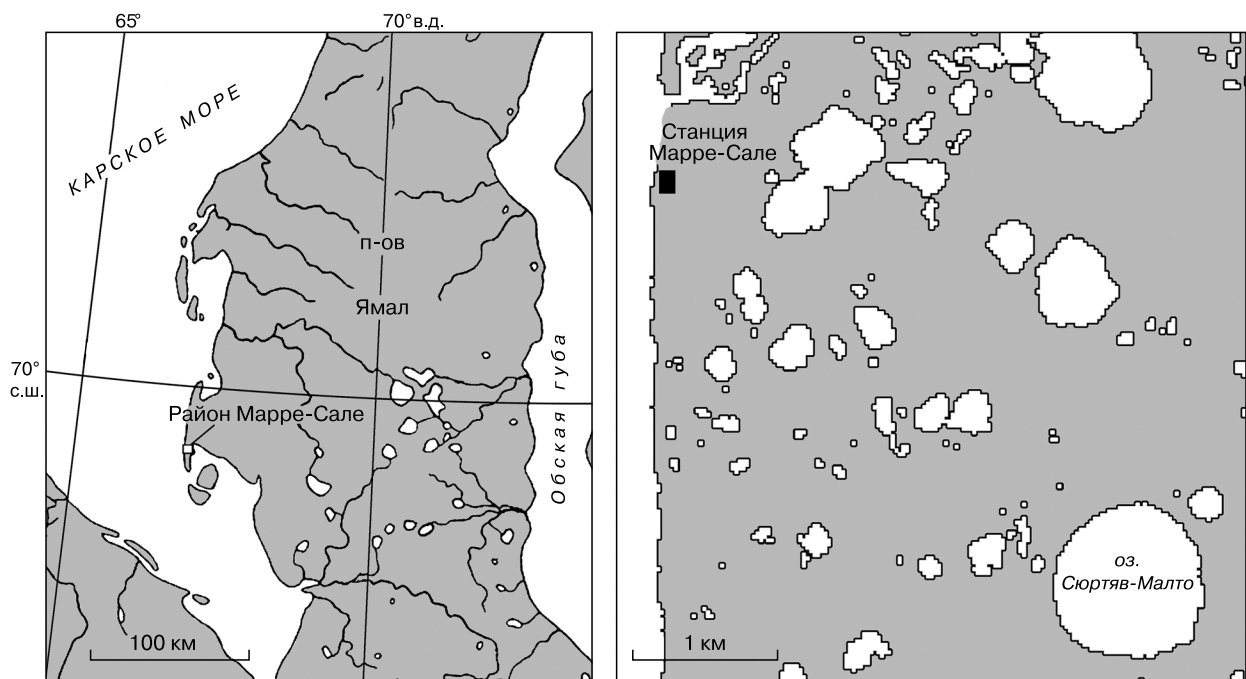 65°
70° в.д.
КАРСКОЕ МОРЕ
п-ов
Ямал
70°
с.ш.
Район Марре-Сале
Обская губа
100 км
Станция
Марре-Сале
оз.
Сюртяв-Малто
1 км